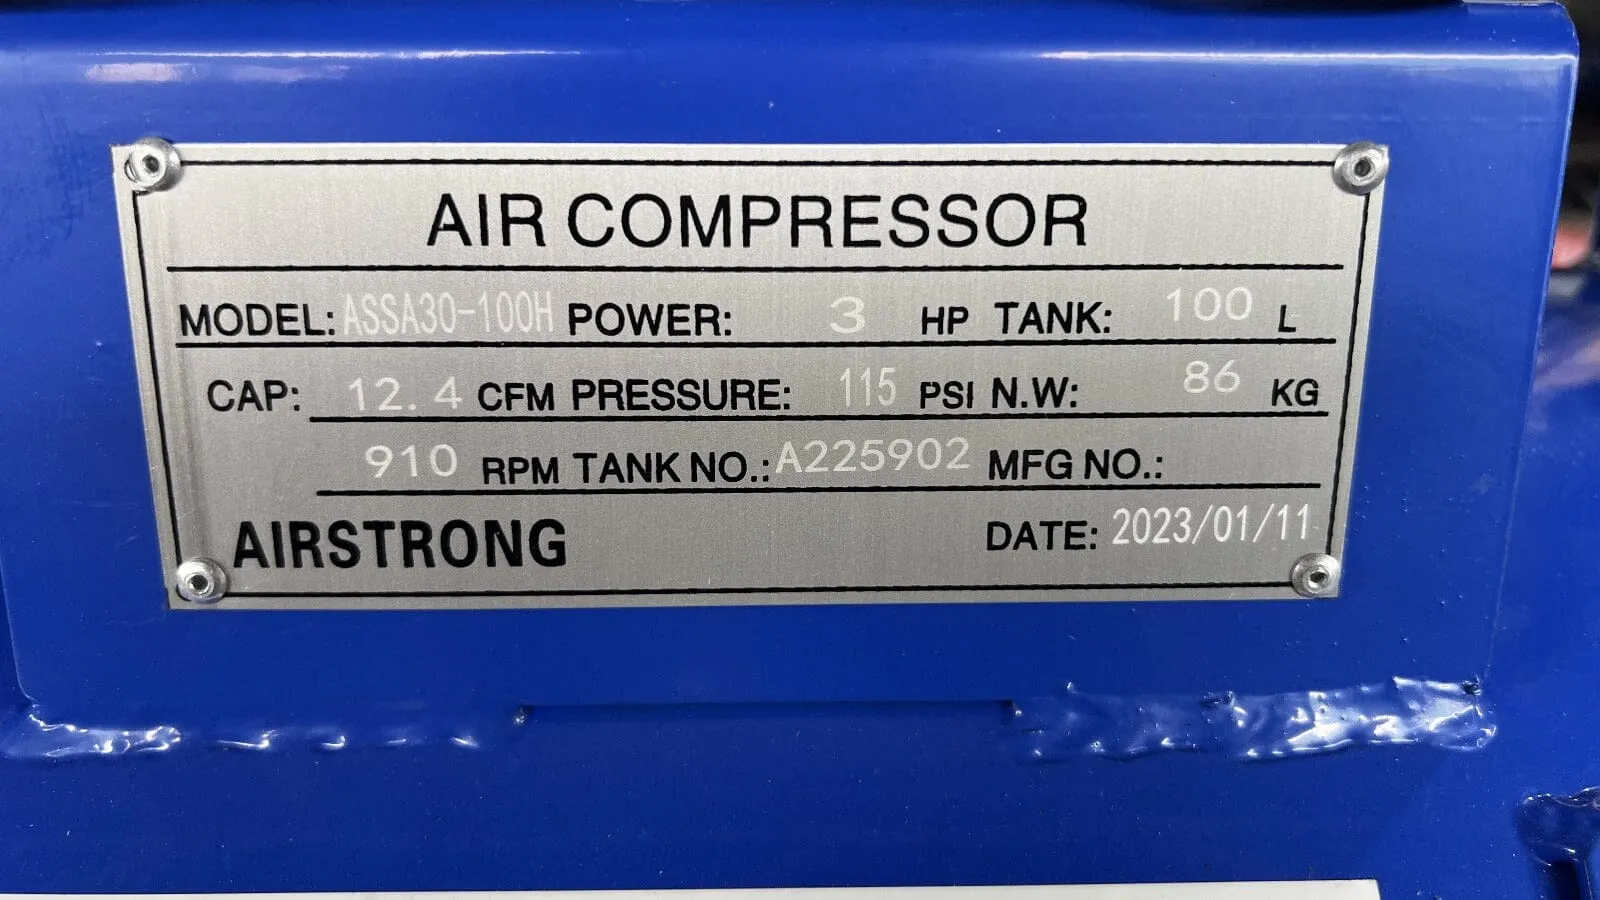 AIR COMPRESSOR
MODEL: ASSA30-100H POWER: 3 HP TANK: 100 L
CAP: 12.4 CFM PRESSURE: 115 PSI N.W: 86 KG
910 RPM TANK NO.: A225902 MFG NO.:
AIRSTRONG DATE: 2023/01/11